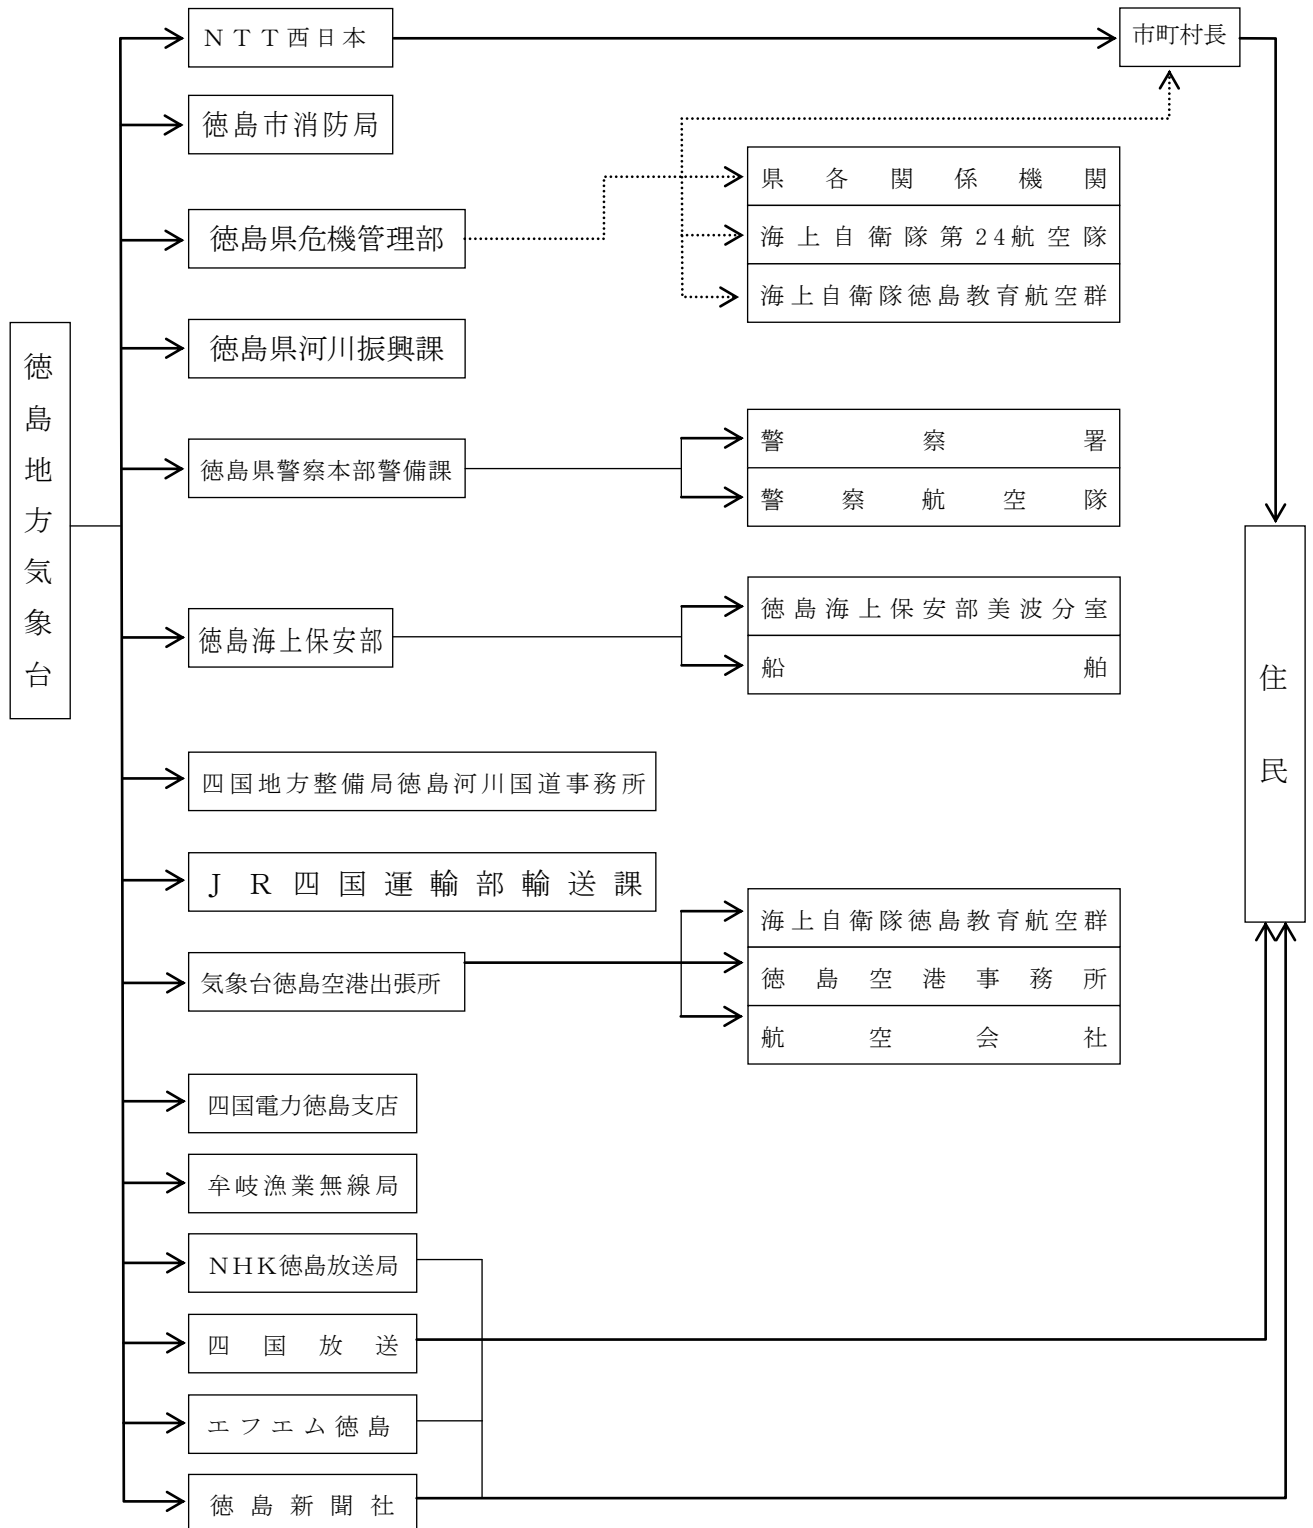 NTT西日本
市町村長
徳島市消防局
県各関係機関
徳島県危機管理部
海上自衛隊第24航空隊
海上自衛隊徳島教育航空群
徳島県河川振興課
徳島地方気象台
警察署
徳島県警察本部警備課
警察航空隊
徳島海上保安部美波分室
徳島海上保安部
船舶
住民
四国地方整備局徳島河川国道事務所
JR四国運輸部輸送課
海上自衛隊徳島教育航空群
気象台徳島空港出張所
徳島空港事務所
航空会社
四国電力徳島支店
牟岐漁業無線局
NHK徳島放送局
四国放送
エフエム徳島
徳島新聞社